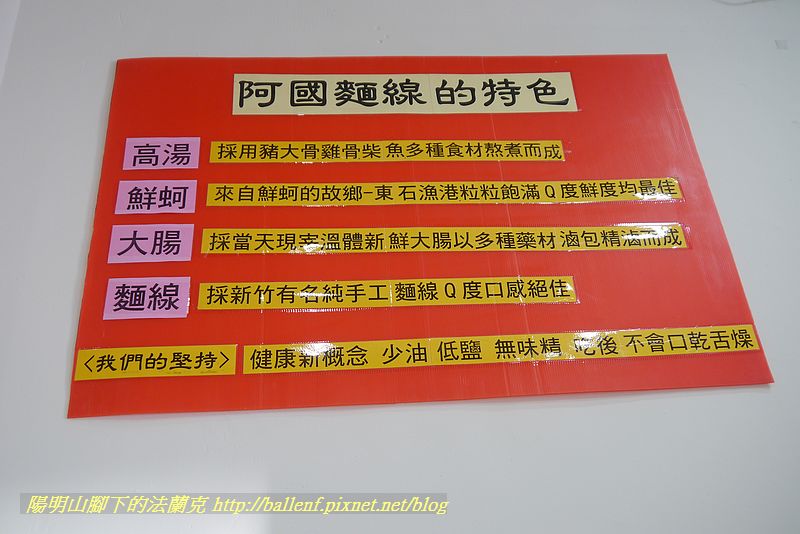 阿國麵線的特色
高湯 採用豬大骨雞骨柴魚多種食材熬煮而成
鮮蚵 來自鮮蚵的故鄉-東石漁港粒粒飽滿Q度鮮度均最佳
大腸 採當天現宰溫體新鮮大腸以多種藥材滷包精滷而成
麵線 採新竹有名純手工麵線Q度口感絕佳
<我們的堅持> 健康新概念 少油 低鹽 無味精 吃後不會口乾舌燥
陽明山腳下的法蘭克 http://ballenf.pixnet.net/blog